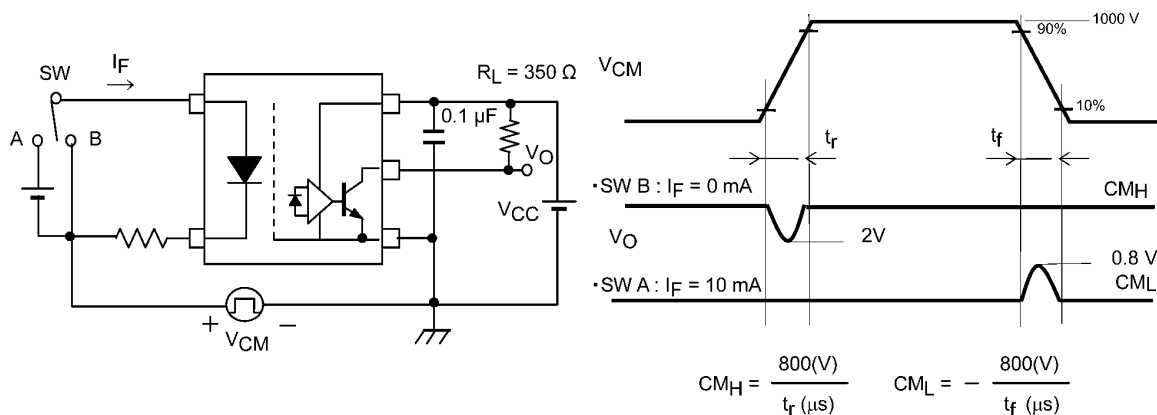 SW
I_F
A
B
R_L = 350 Ω
0.1 μF
V_O
V_CC
+
V_CM
−
V_CM
1000 V
90%
10%
t_r
t_f
·SW B : I_F = 0 mA
CM_H
V_O
2V
0.8 V
·SW A : I_F = 10 mA
CM_L
CM_H = 800(V) / t_r (μs)
CM_L = − 800(V) / t_f (μs)